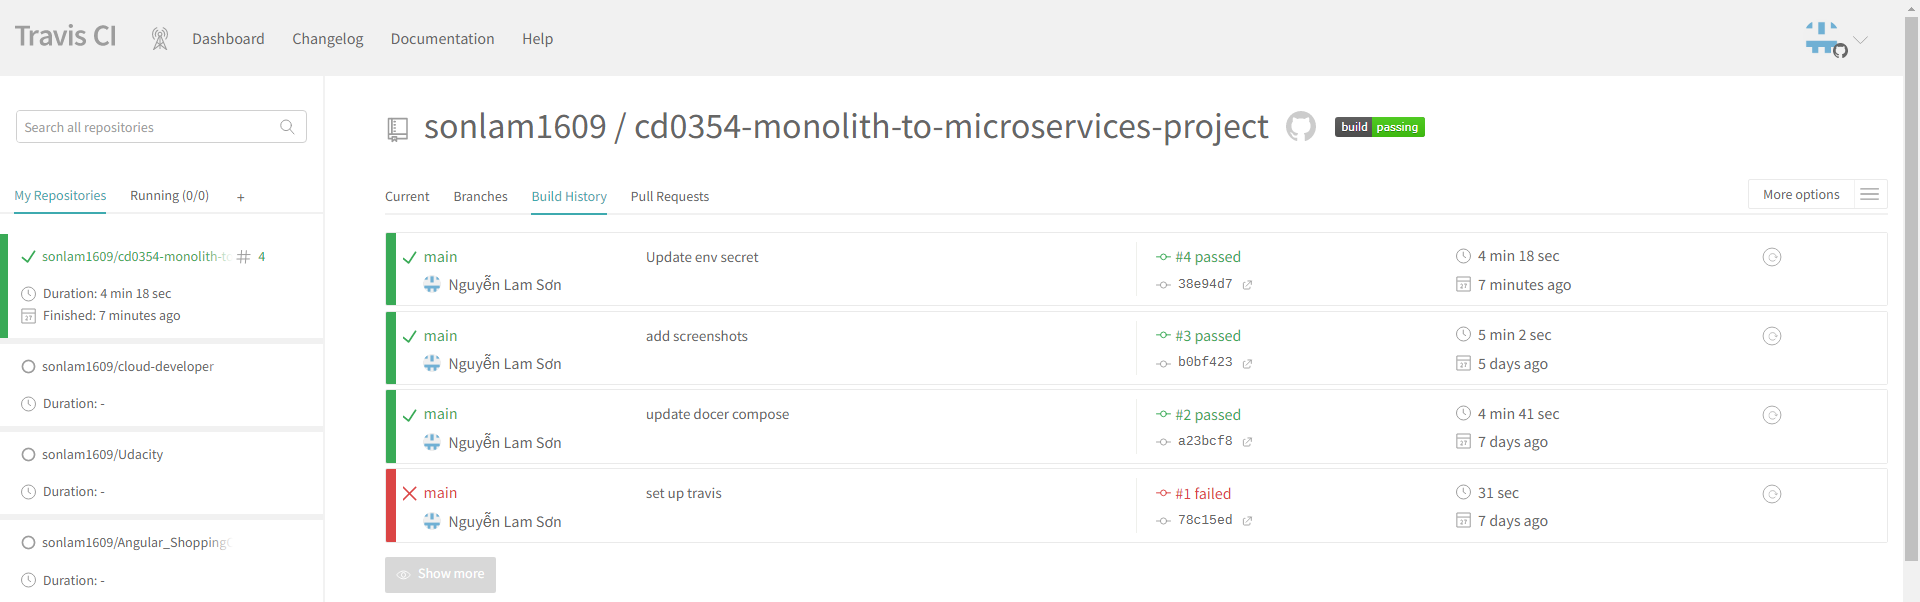 Travis CI Dashboard Changelog Documentation Help
Search all repositories
My Repositories Running (0/0) +
sonlam1609/cd0354-monolith-to # 4
Duration: 4 min 18 sec
Finished: 7 minutes ago
sonlam1609/cloud-developer
Duration: -
sonlam1609/Udacity
Duration: -
sonlam1609/Angular_Shopping
Duration: -
sonlam1609 / cd0354-monolith-to-microservices-project build passing
Current Branches Build History Pull Requests More options
main Update env secret #4 passed 4 min 18 sec
Nguyễn Lam Sơn 38e94d7 27 7 minutes ago
main add screenshots #3 passed 5 min 2 sec
Nguyễn Lam Sơn b0bf423 27 5 days ago
main update docer compose #2 passed 4 min 41 sec
Nguyễn Lam Sơn a23bcf8 27 7 days ago
main set up travis #1 failed 31 sec
Nguyễn Lam Sơn 78c15ed 27 7 days ago
Show more